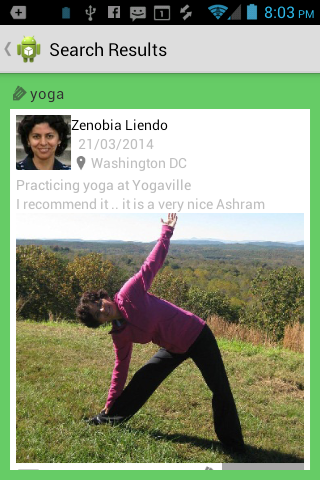 8:03 PM
Search Results
yoga
Zenobia Liendo
21/03/2014
Washington DC
Practicing yoga at Yogaville
I recommend it .. it is a very nice Ashram